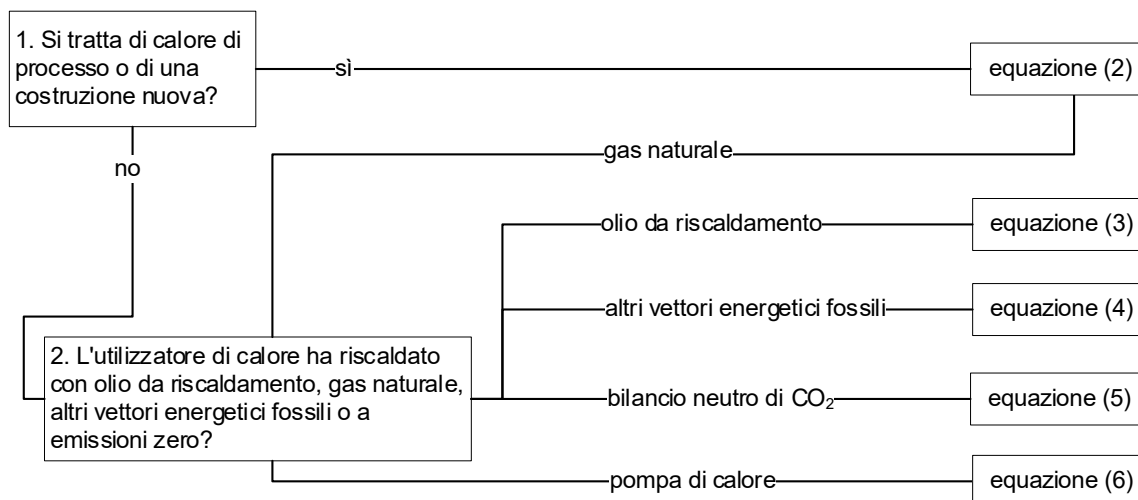 1. Si tratta di calore di
processo o di una
costruzione nuova?
sì
equazione (2)
gas naturale
no
olio da riscaldamento
equazione (3)
altri vettori energetici fossili
equazione (4)
2. L'utilizzatore di calore ha riscaldato
con olio da riscaldamento, gas naturale,
altri vettori energetici fossili o a
emissioni zero?
bilancio neutro di CO₂
equazione (5)
pompa di calore
equazione (6)